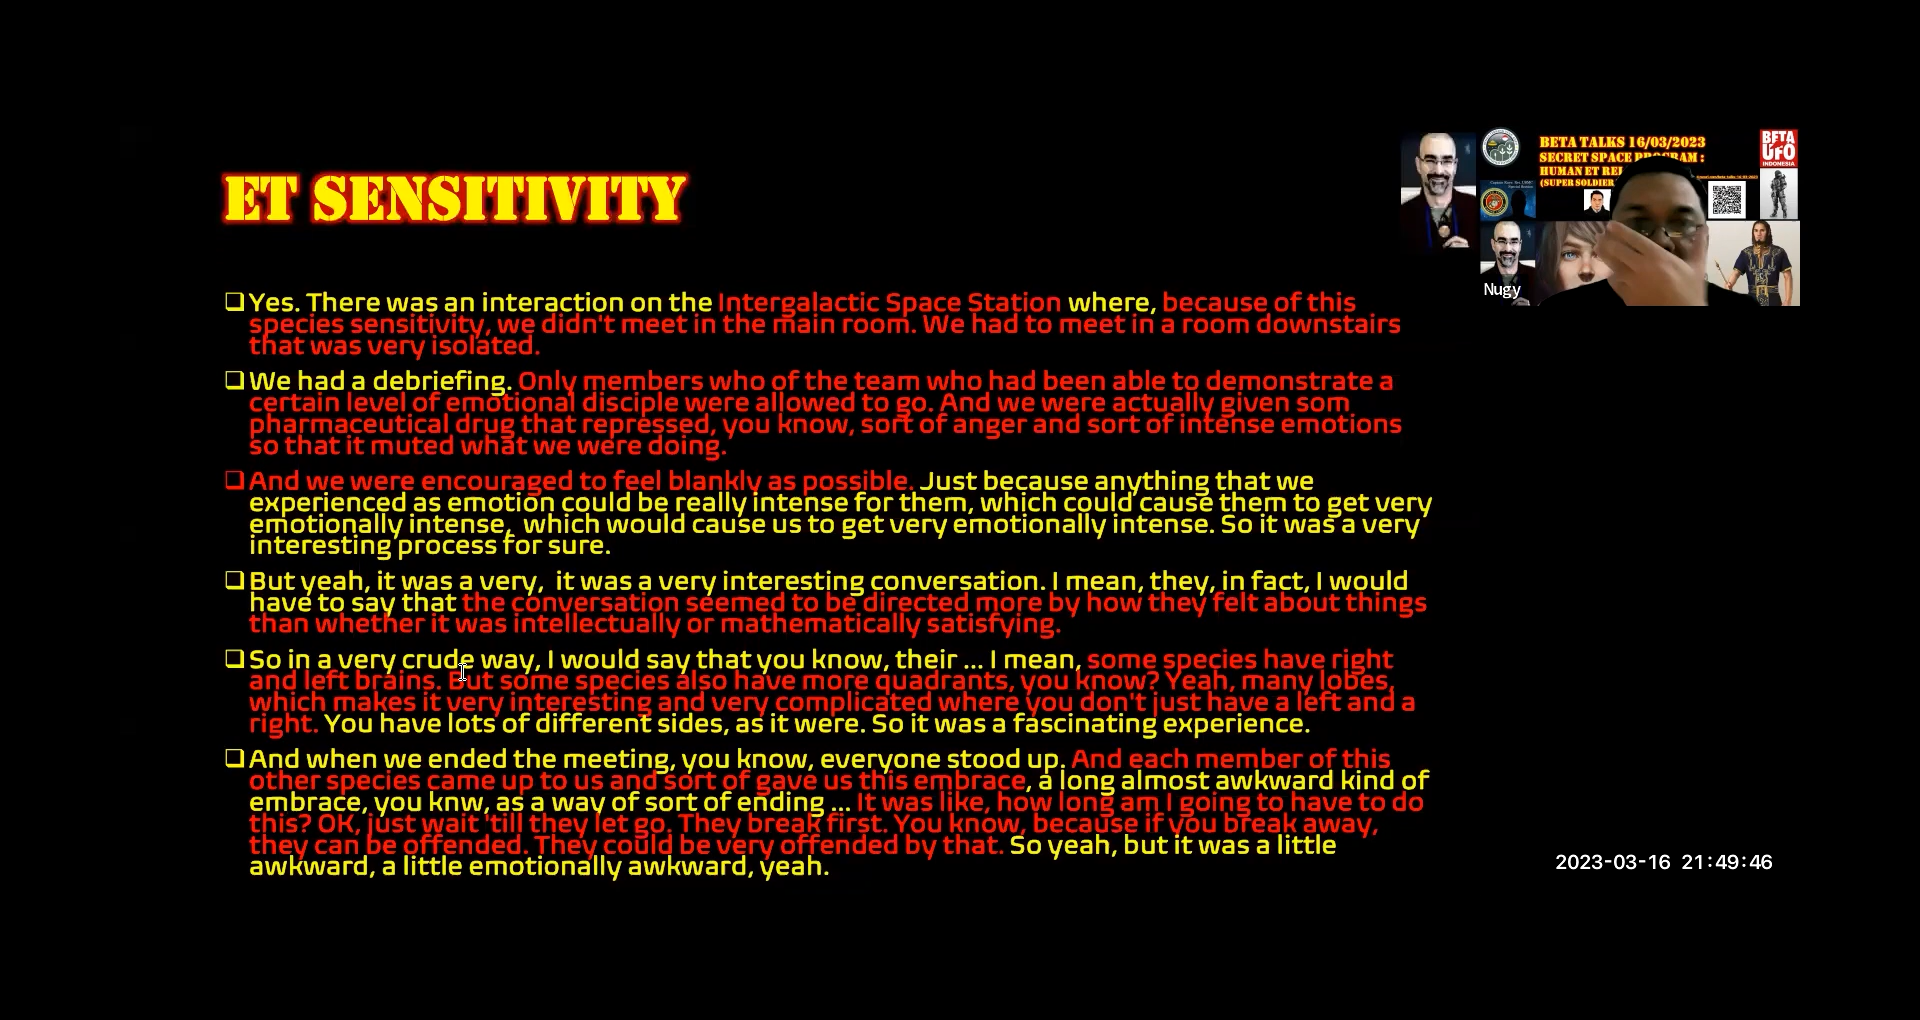 ET SENSITIVITY
Yes. There was an interaction on the Intergalactic Space Station where, because of this
species sensitivity, we didn't meet in the main room. We had to meet in a room downstairs
that was very isolated.
We had a debriefing. Only members who of the team who had been able to demonstrate a
certain level of emotional disciple were allowed to go. And we were actually given som
pharmaceutical drug that repressed, you know, sort of anger and sort of intense emotions
so that it muted what we were doing.
And we were encouraged to feel blankly as possible. Just because anything that we
experienced as emotion could be really intense for them, which could cause them to get very
emotionally intense, which would cause us to get very emotionally intense. So it was a very
interesting process for sure.
But yeah, it was a very, it was a very interesting conversation. I mean, they, in fact, I would
have to say that the conversation seemed to be directed more by how they felt about things
than whether it was intellectually or mathematically satisfying.
So in a very crude way, I would say that you know, their ... I mean, some species have right
and left brains. But some species also have more quadrants, you know? Yeah, many lobes,
which makes it very interesting and very complicated where you don't just have a left and a
right. You have lots of different sides, as it were. So it was a fascinating experience.
And when we ended the meeting, you know, everyone stood up. And each member of this
other species came up to us and sort of gave us this embrace, a long almost awkward kind of
embrace, you knw, as a way of sort of ending ... It was like, how long am I going to have to do
this? OK, just wait 'till they let go. They break first. You know, because if you break away,
they can be offended. They could be very offended by that. So yeah, but it was a little
awkward, a little emotionally awkward, yeah.
BETA TALKS 16/03/2023
SECRET SPACE PROGRAM :
HUMAN ET
(SUPER SOLDIER
BETA
UFO
INDONESIA
Nugy
2023-03-16 21:49:46